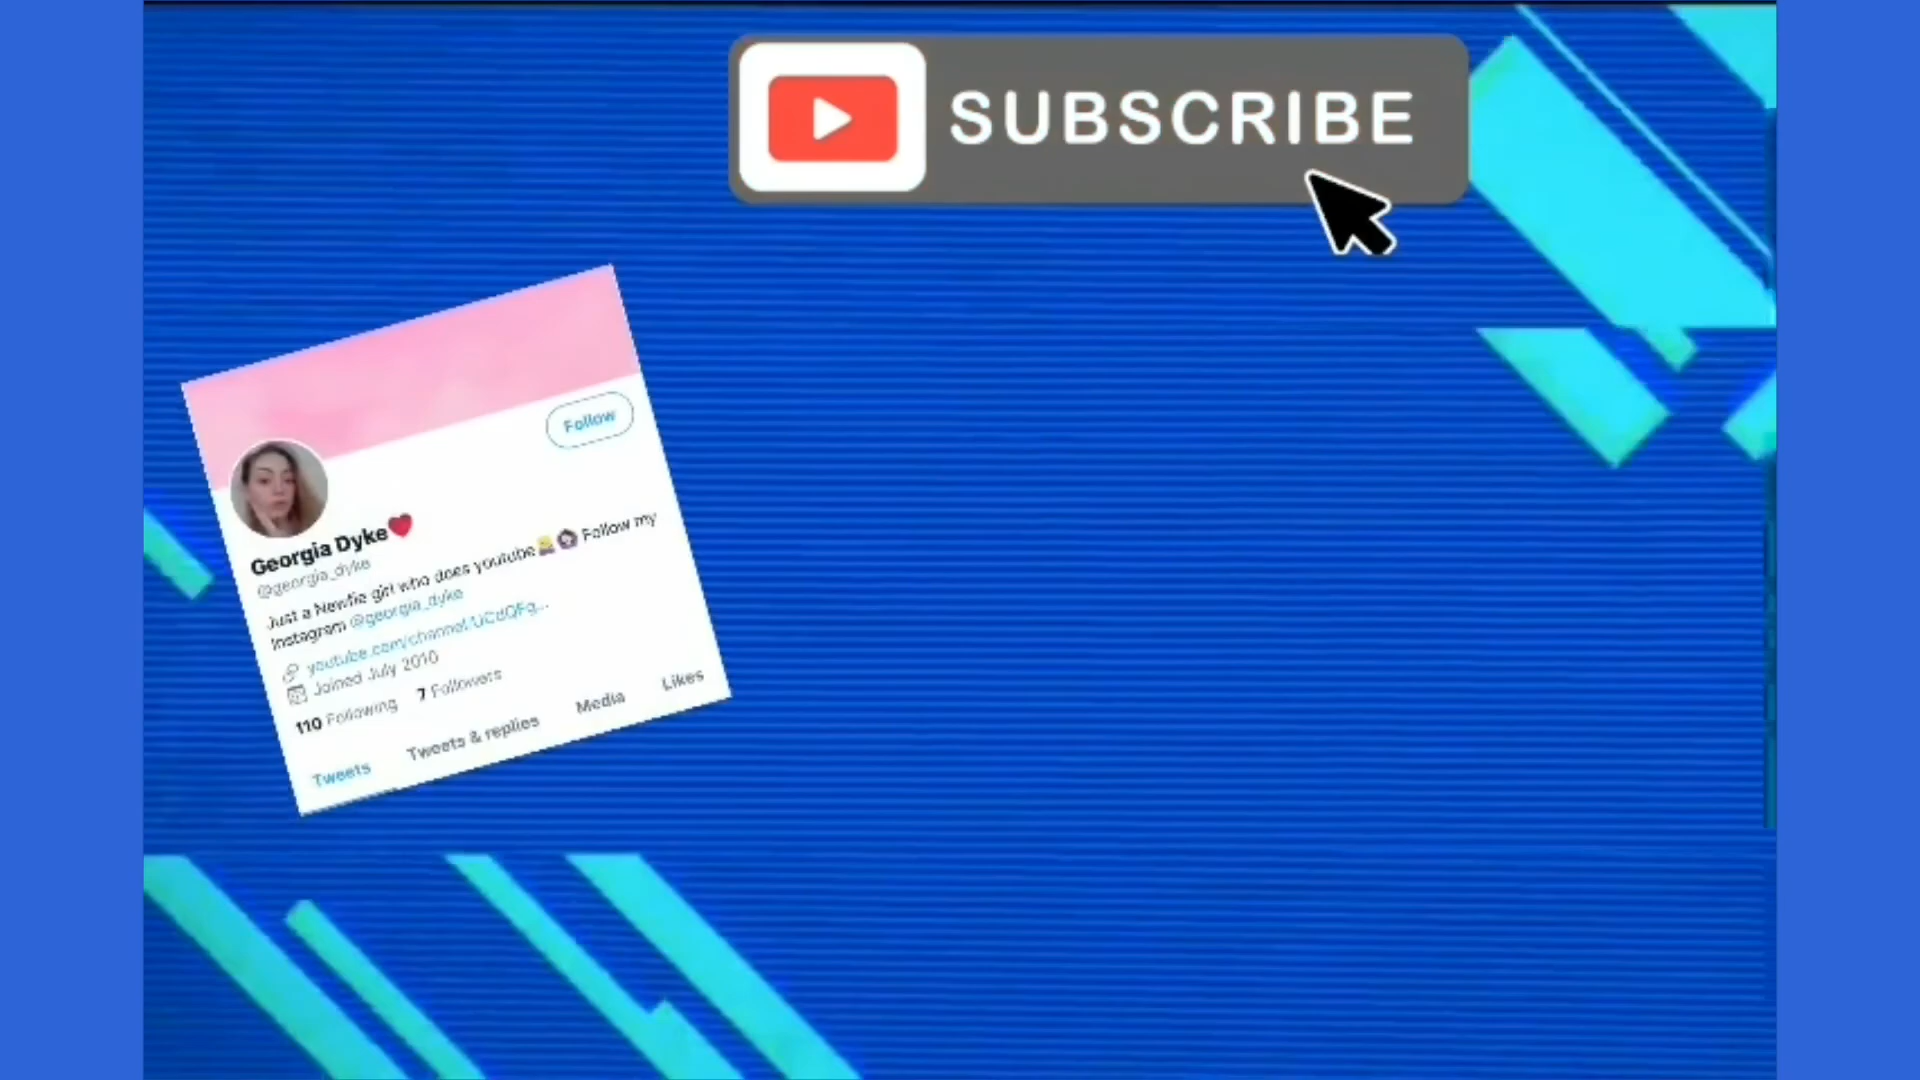 SUBSCRIBE
Follow
Georgia Dyke❤️
@georgia_dyke
Just a Newfie girl who does youtube👱‍♀️🙆🏻‍♀️ Follow my
Instagram @georgia_dyke
youtube.com/channel/UCdQFg...
Joined July 2010
110 Following 7 Followers
Tweets Tweets & replies Media Likes